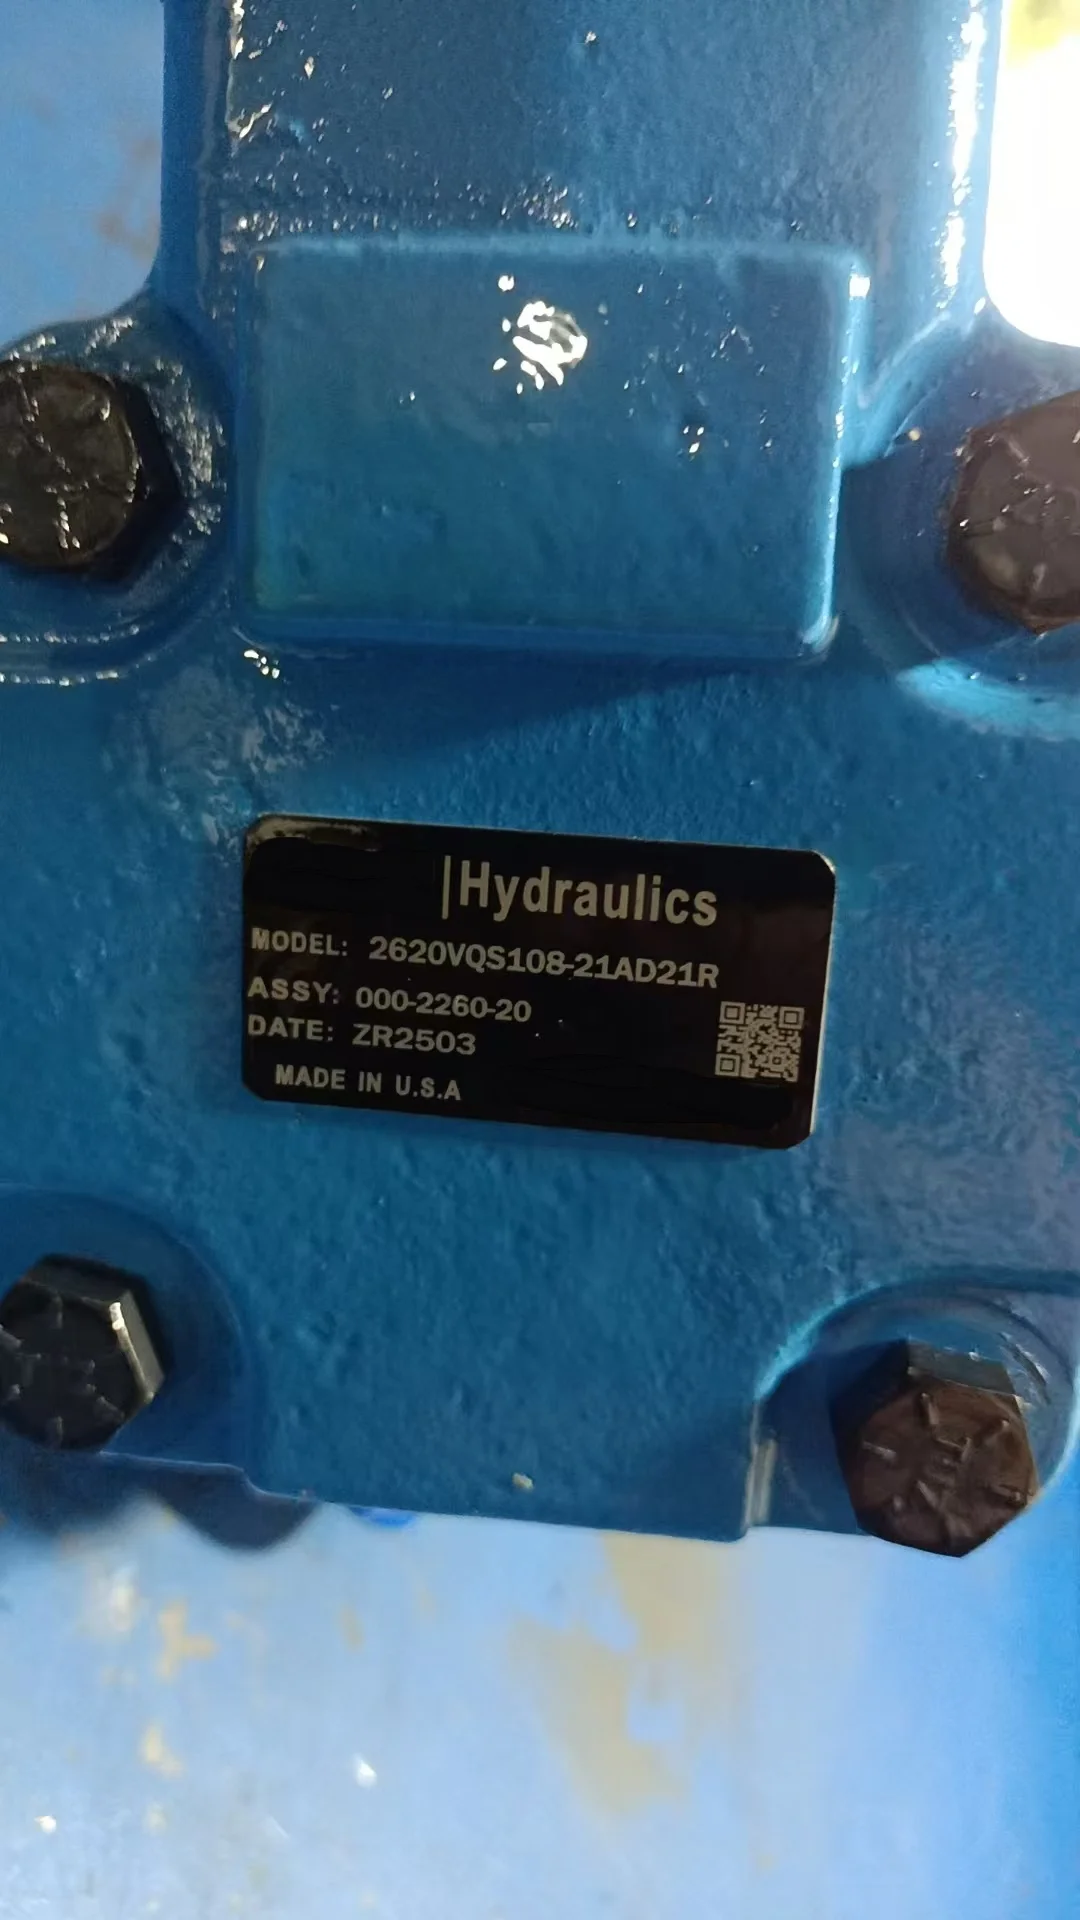 |Hydraulics
MODEL: 2620VQS108-21AD21R
ASSY: 000-2260-20
DATE: ZR2503
MADE IN U.S.A